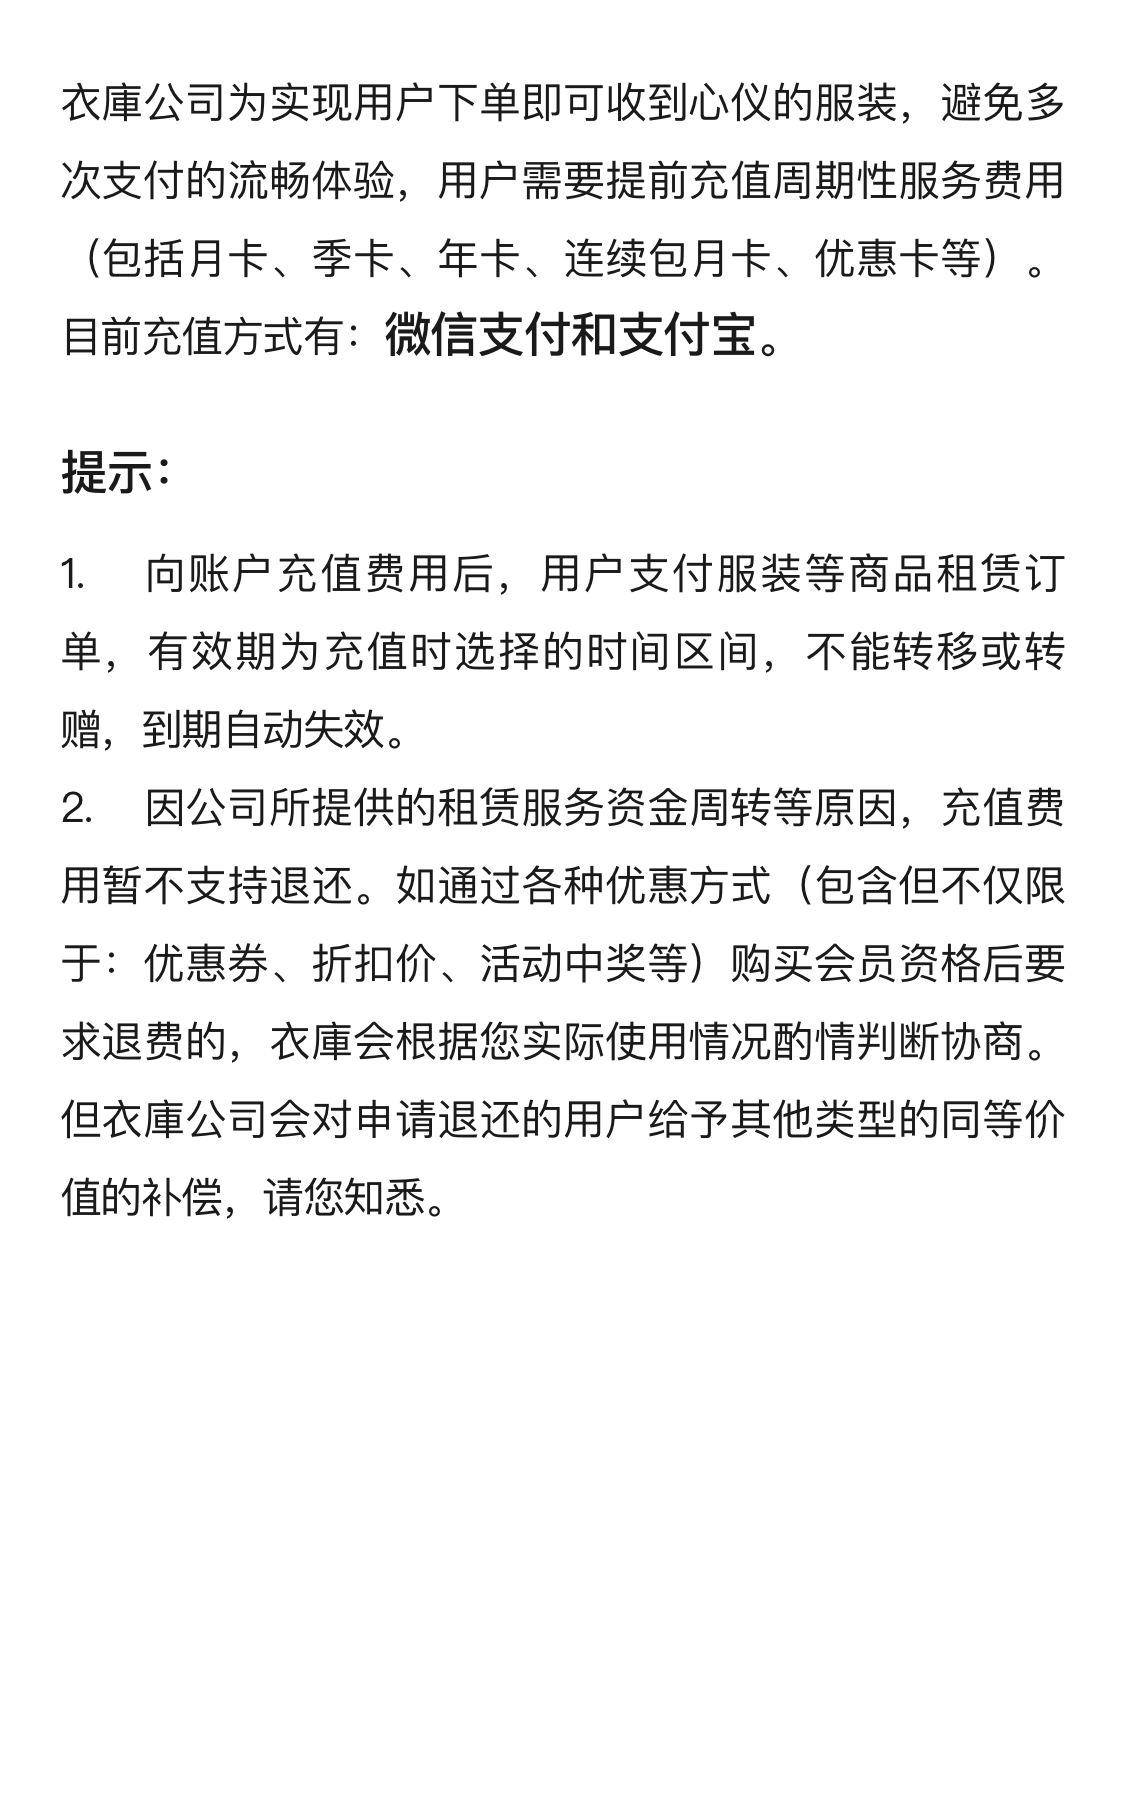 衣庫公司为实现用户下单即可收到心仪的服装，避免多
次支付的流畅体验，用户需要提前充值周期性服务费用
（包括月卡、季卡、年卡、连续包月卡、优惠卡等）。
目前充值方式有：微信支付和支付宝。
提示：
1. 向账户充值费用后，用户支付服装等商品租赁订
单，有效期为充值时选择的时间区间，不能转移或转
赠，到期自动失效。
2. 因公司所提供的租赁服务资金周转等原因，充值费
用暂不支持退还。如通过各种优惠方式（包含但不仅限
于：优惠券、折扣价、活动中奖等）购买会员资格后要
求退费的，衣庫会根据您实际使用情况酌情判断协商。
但衣庫公司会对申请退还的用户给予其他类型的同等价
值的补偿，请您知悉。